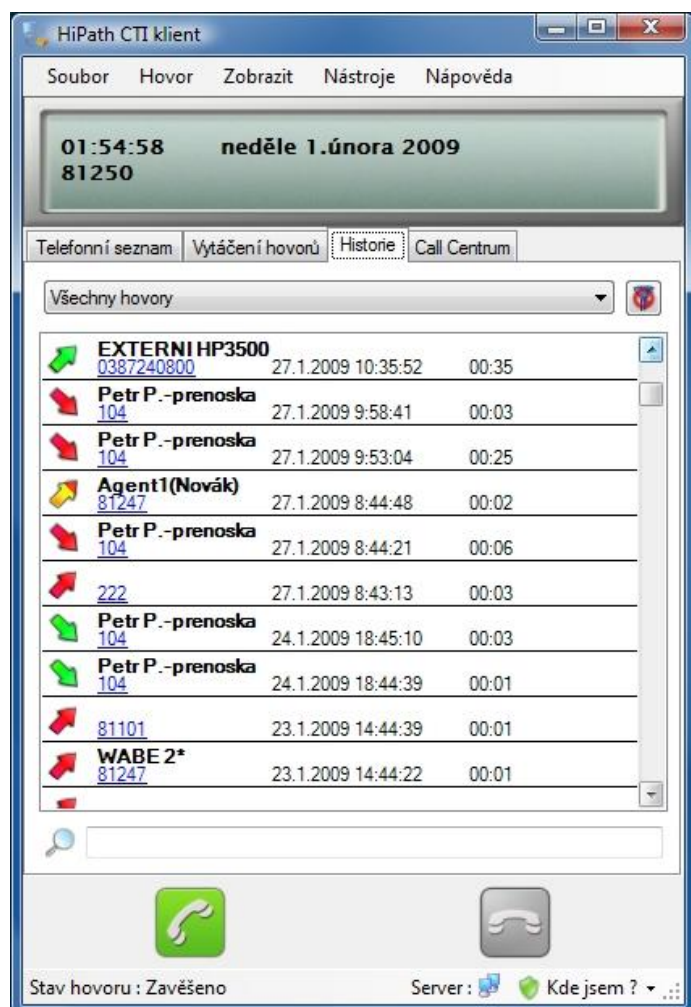 HiPath CTI klient
Soubor Hovor Zobrazit Nástroje Nápověda
01:54:58 neděle 1.února 2009
81250
Telefonní seznam Vytáčení hovorů Historie Call Centrum
Všechny hovory
EXTERNI HP3500
0387240800 27.1.2009 10:35:52 00:35
Petr P.-prenoska
104 27.1.2009 9:58:41 00:03
Petr P.-prenoska
104 27.1.2009 9:53:04 00:25
Agent1(Novák)
81247 27.1.2009 8:44:48 00:02
Petr P.-prenoska
104 27.1.2009 8:44:21 00:06
222 27.1.2009 8:43:13 00:03
Petr P.-prenoska
104 24.1.2009 18:45:10 00:03
Petr P.-prenoska
104 24.1.2009 18:44:39 00:01
81101 23.1.2009 14:44:39 00:01
WABE 2*
81247 23.1.2009 14:44:22 00:01
Stav hovoru : Zavěšeno Server : Kde jsem ?